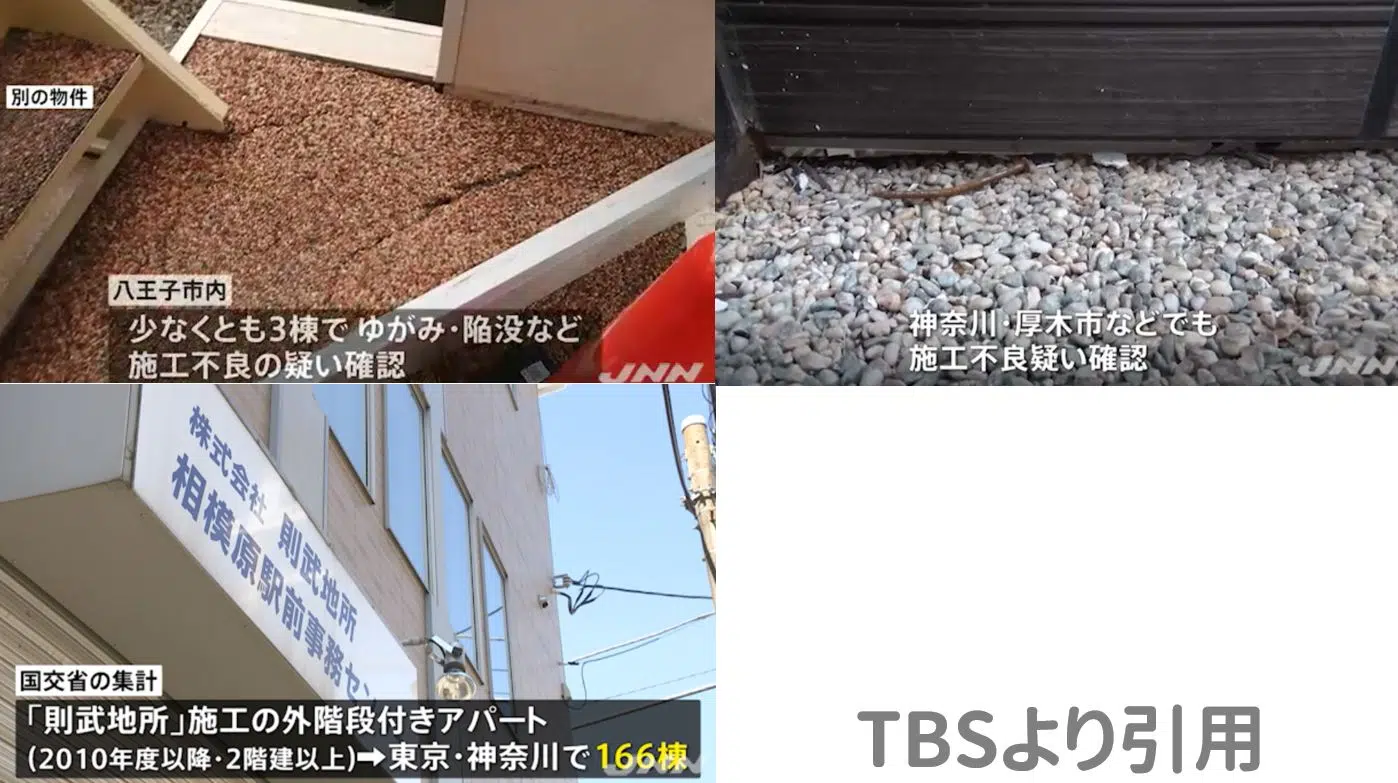 別の物件
八王子市内
少なくとも3棟で ゆがみ・陥没など
施工不良の疑い確認
JNN
神奈川・厚木市などでも
施工不良疑い確認
JNN
株式会社 則武地所
相模原駅前事務セン
国交省の集計
「則武地所」施工の外階段付きアパート
(2010年度以降・2階建以上)➡東京・神奈川で166棟
JNN
TBSより引用